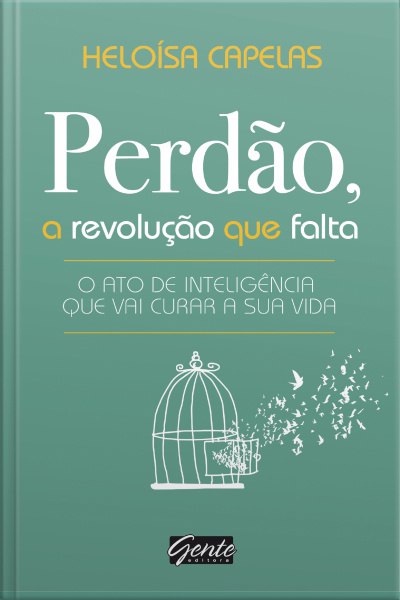 HELOÍSA CAPELAS
Perdão,
a revolução que falta
O ATO DE INTELIGÊNCIA
QUE VAI CURAR A SUA VIDA
Gente
editora